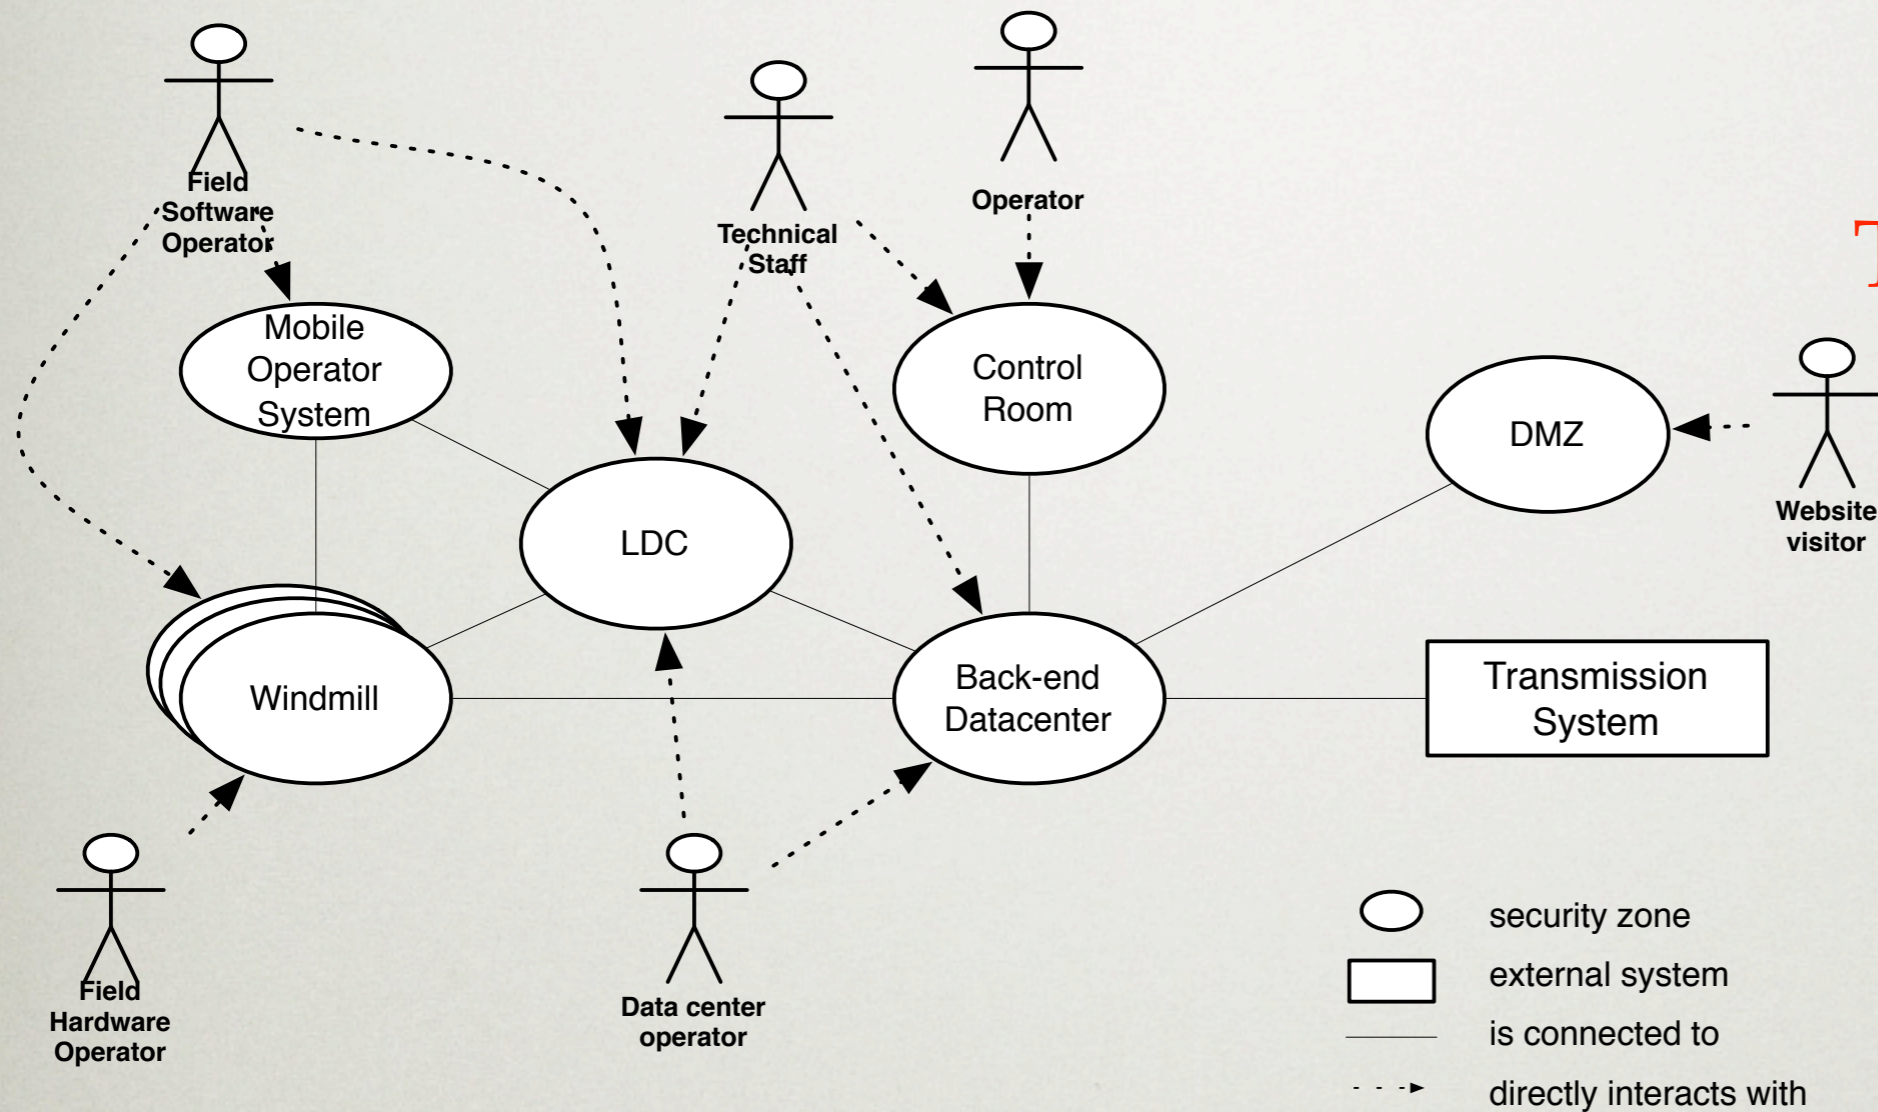 Field
Software
Operator
Technical
Staff
Operator
T
Mobile
Operator
System
Control
Room
DMZ
Website
visitor
LDC
Windmill
Back-end
Datacenter
Transmission
System
Field
Hardware
Operator
Data center
operator
security zone
external system
is connected to
directly interacts with